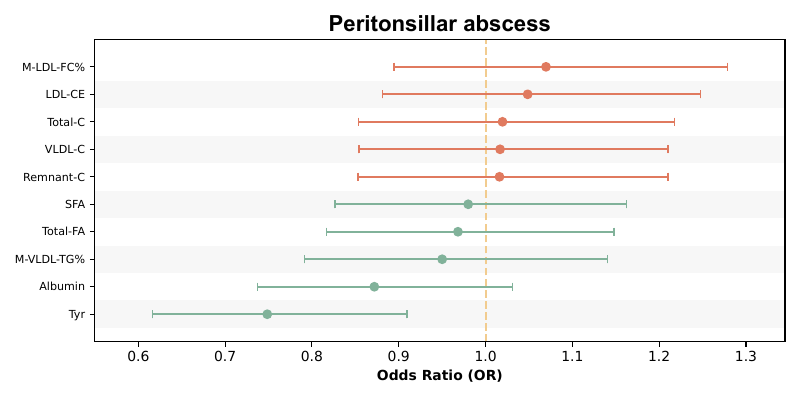 Peritonsillar abscess
M-LDL-FC%
LDL-CE
Total-C
VLDL-C
Remnant-C
SFA
Total-FA
M-VLDL-TG%
Albumin
Tyr
0.6 0.7 0.8 0.9 1.0 1.1 1.2 1.3
Odds Ratio (OR)